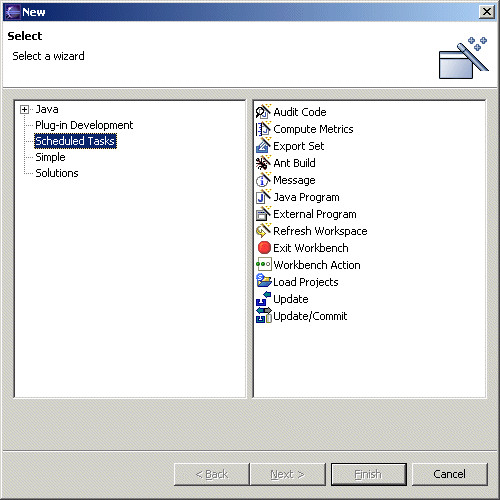 New
Select
Select a wizard
Java
Plug-in Development
Scheduled Tasks
Simple
Solutions
Audit Code
Compute Metrics
Export Set
Ant Build
Message
Java Program
External Program
Refresh Workspace
Exit Workbench
Workbench Action
Load Projects
Update
Update/Commit
< Back
Next >
Finish
Cancel